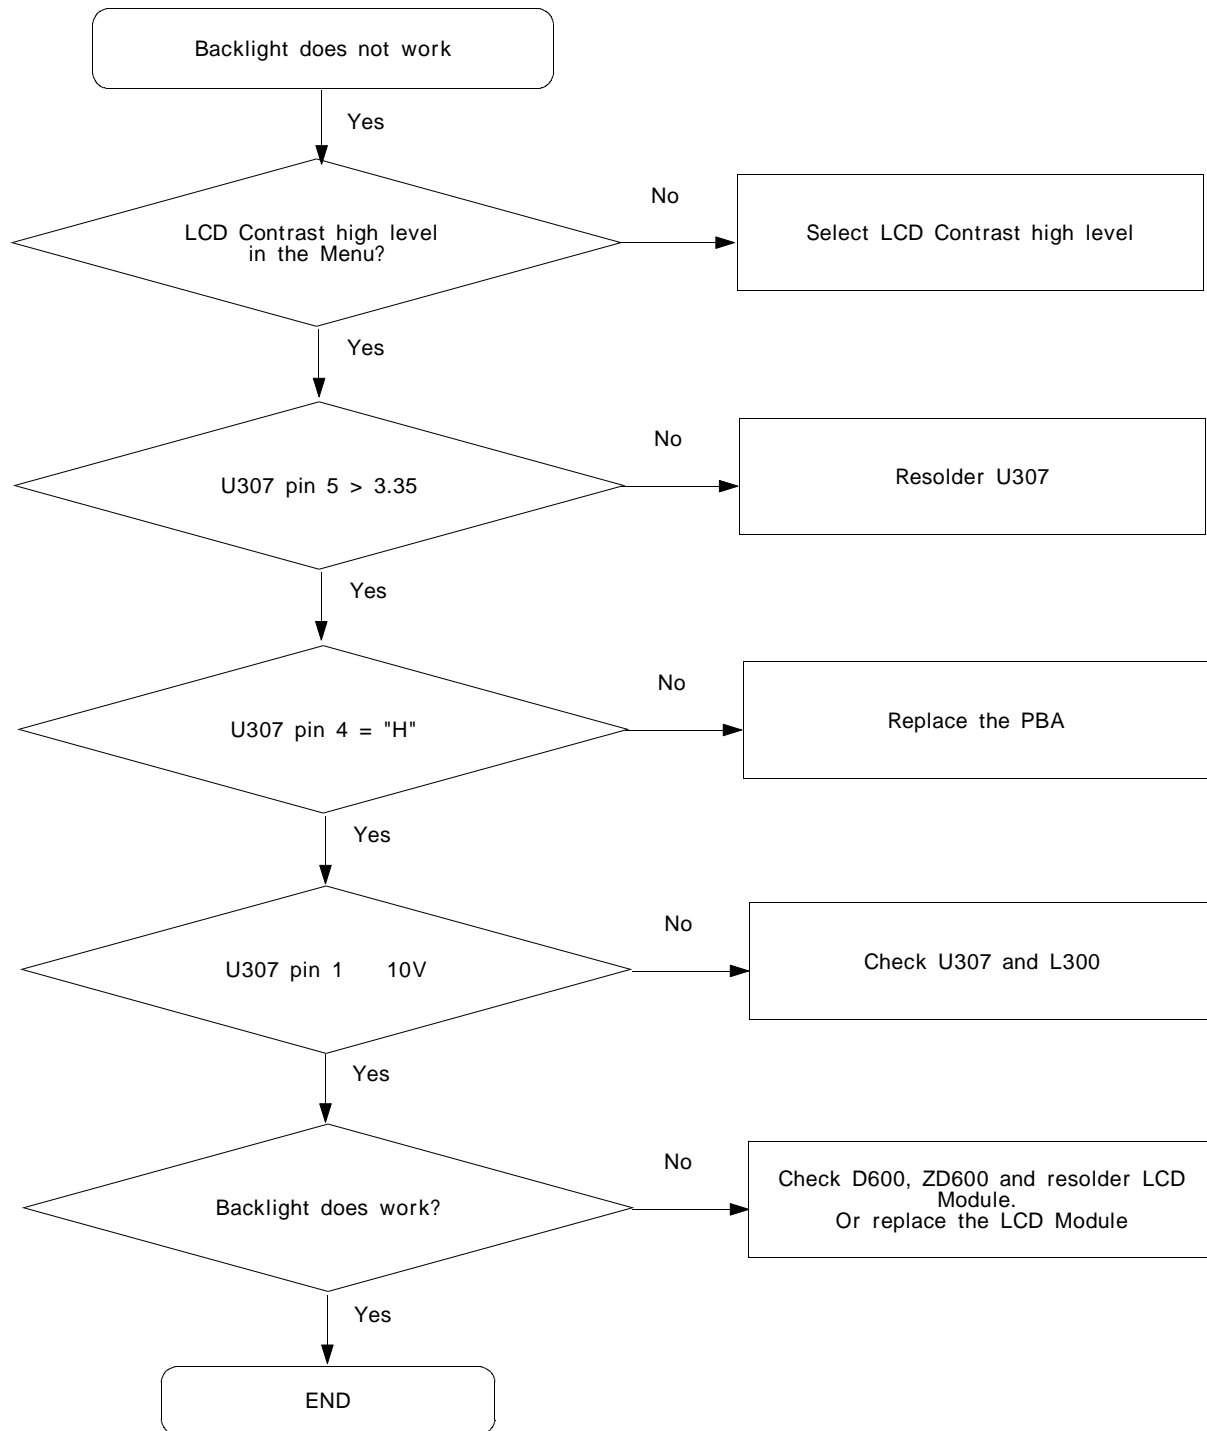 Backlight does not work
Yes
LCD Contrast high level
in the Menu?
No
Select LCD Contrast high level
Yes
U307 pin 5 > 3.35
No
Resolder U307
Yes
U307 pin 4 = "H"
No
Replace the PBA
Yes
U307 pin 1 10V
No
Check U307 and L300
Yes
Backlight does work?
No
Check D600, ZD600 and resolder LCD
Module.
Or replace the LCD Module
Yes
END